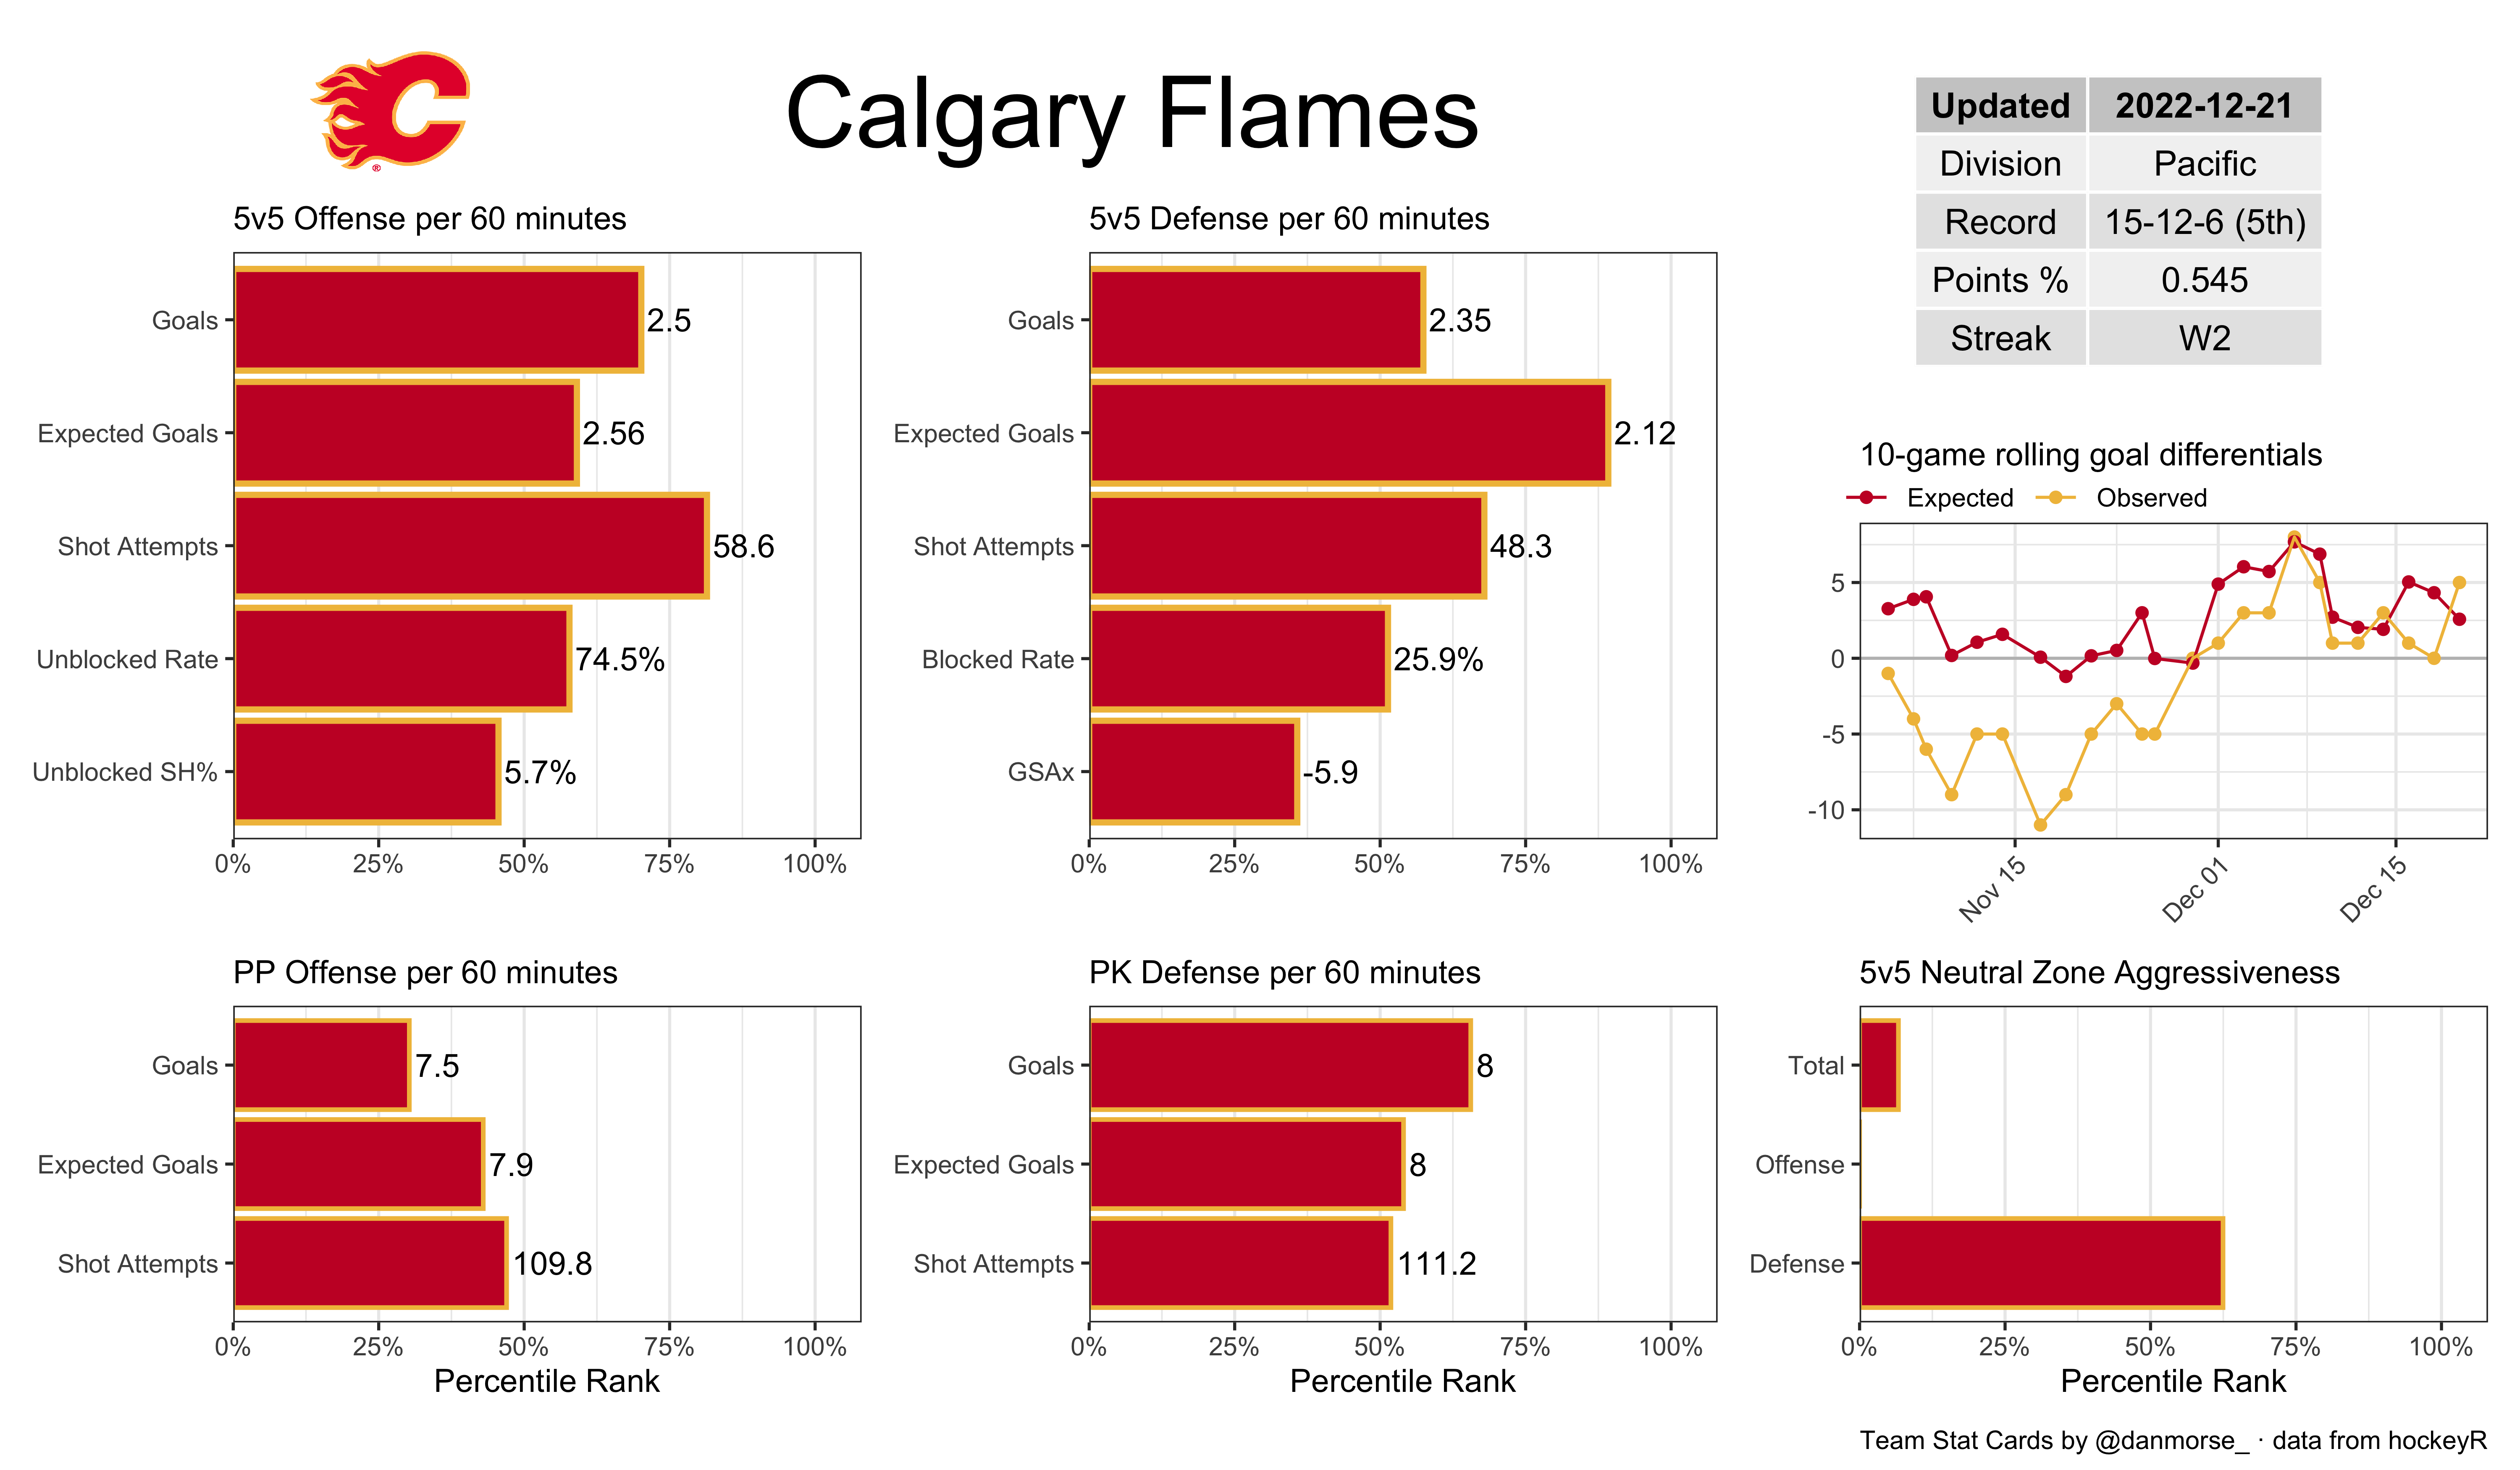 Calgary Flames
Updated 2022-12-21
Division Pacific
Record 15-12-6 (5th)
Points % 0.545
Streak W2
5v5 Offense per 60 minutes
Goals 2.5
Expected Goals 2.56
Shot Attempts 58.6
Unblocked Rate 74.5%
Unblocked SH% 5.7%
0% 25% 50% 75% 100%
5v5 Defense per 60 minutes
Goals 2.35
Expected Goals 2.12
Shot Attempts 48.3
Blocked Rate 25.9%
GSAx -5.9
0% 25% 50% 75% 100%
10-game rolling goal differentials
Expected Observed
5
0
-5
-10
Nov 15 Dec 01 Dec 15
PP Offense per 60 minutes
Goals 7.5
Expected Goals 7.9
Shot Attempts 109.8
0% 25% 50% 75% 100%
Percentile Rank
PK Defense per 60 minutes
Goals 8
Expected Goals 8
Shot Attempts 111.2
0% 25% 50% 75% 100%
Percentile Rank
5v5 Neutral Zone Aggressiveness
Total
Offense
Defense
0% 25% 50% 75% 100%
Percentile Rank
Team Stat Cards by @danmorse_ · data from hockeyR